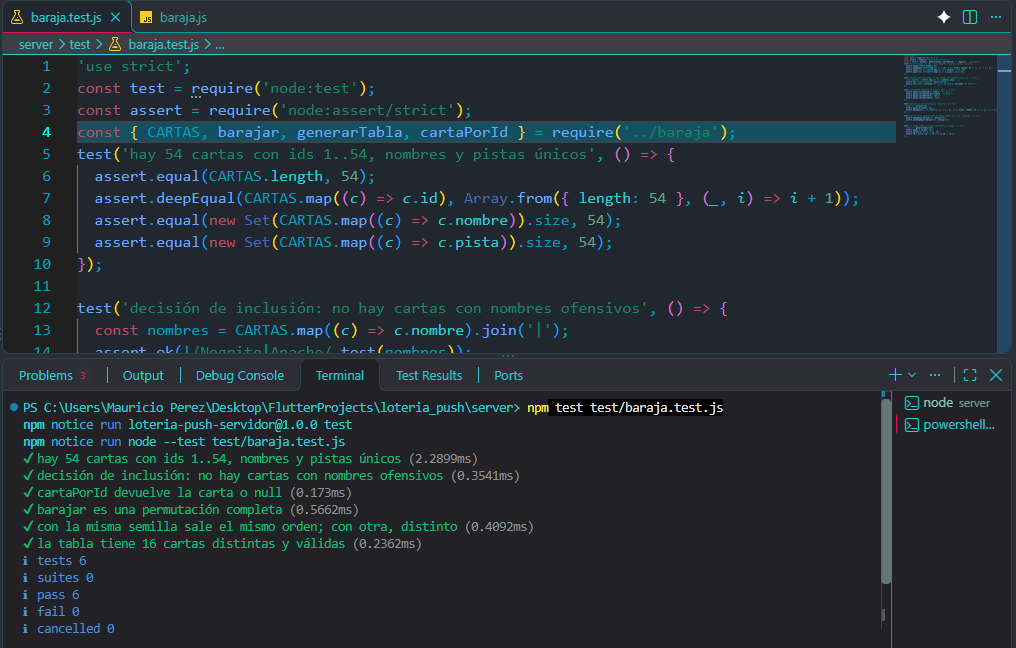 baraja.test.js
JS baraja.js
server > test > baraja.test.js > ...
1 'use strict';
2 const test = require('node:test');
3 const assert = require('node:assert/strict');
4 const { CARTAS, barajar, generarTabla, cartaPorId } = require('../baraja');
5 test('hay 54 cartas con ids 1..54, nombres y pistas únicos', () => {
6 assert.equal(CARTAS.length, 54);
7 assert.deepEqual(CARTAS.map((c) => c.id), Array.from({ length: 54 }, (_, i) => i + 1));
8 assert.equal(new Set(CARTAS.map((c) => c.nombre)).size, 54);
9 assert.equal(new Set(CARTAS.map((c) => c.pista)).size, 54);
10 });
11
12 test('decisión de inclusión: no hay cartas con nombres ofensivos', () => {
13 const nombres = CARTAS.map((c) => c.nombre).join('|');
14 assert.ok(!/Negrito|Apache/.test(nombres));
Problems 3 Output Debug Console Terminal Test Results Ports
PS C:\Users\Mauricio Perez\Desktop\FlutterProjects\loteria_push\server> npm test test/baraja.test.js
npm notice run loteria-push-servidor@1.0.0 test
npm notice run node --test test/baraja.test.js
✓ hay 54 cartas con ids 1..54, nombres y pistas únicos (2.2899ms)
✓ decisión de inclusión: no hay cartas con nombres ofensivos (0.3541ms)
✓ cartaPorId devuelve la carta o null (0.173ms)
✓ barajar es una permutación completa (0.5662ms)
✓ con la misma semilla sale el mismo orden; con otra, distinto (0.4092ms)
✓ la tabla tiene 16 cartas distintas y válidas (0.2362ms)
i tests 6
i suites 0
i pass 6
i fail 0
i cancelled 0
node server
powershell...